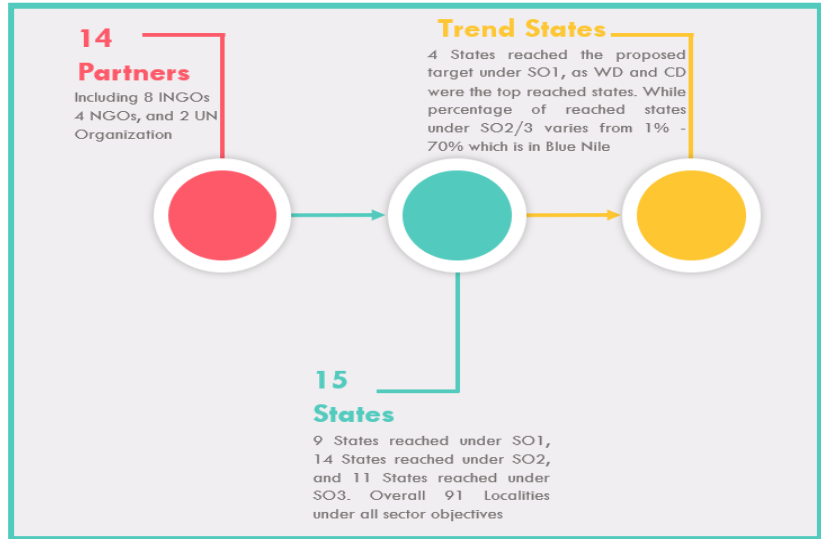 14
Partners
Including 8 INGOs
4 NGOs, and 2 UN
Organization
Trend States
4 States reached the proposed
target under SO1, as WD and CD
were the top reached states. While
percentage of reached states
under SO2/3 varies from 1% -
70% which is in Blue Nile
15
States
9 States reached under SO1,
14 States reached under SO2,
and 11 States reached under
SO3. Overall 91 Localities
under all sector objectives